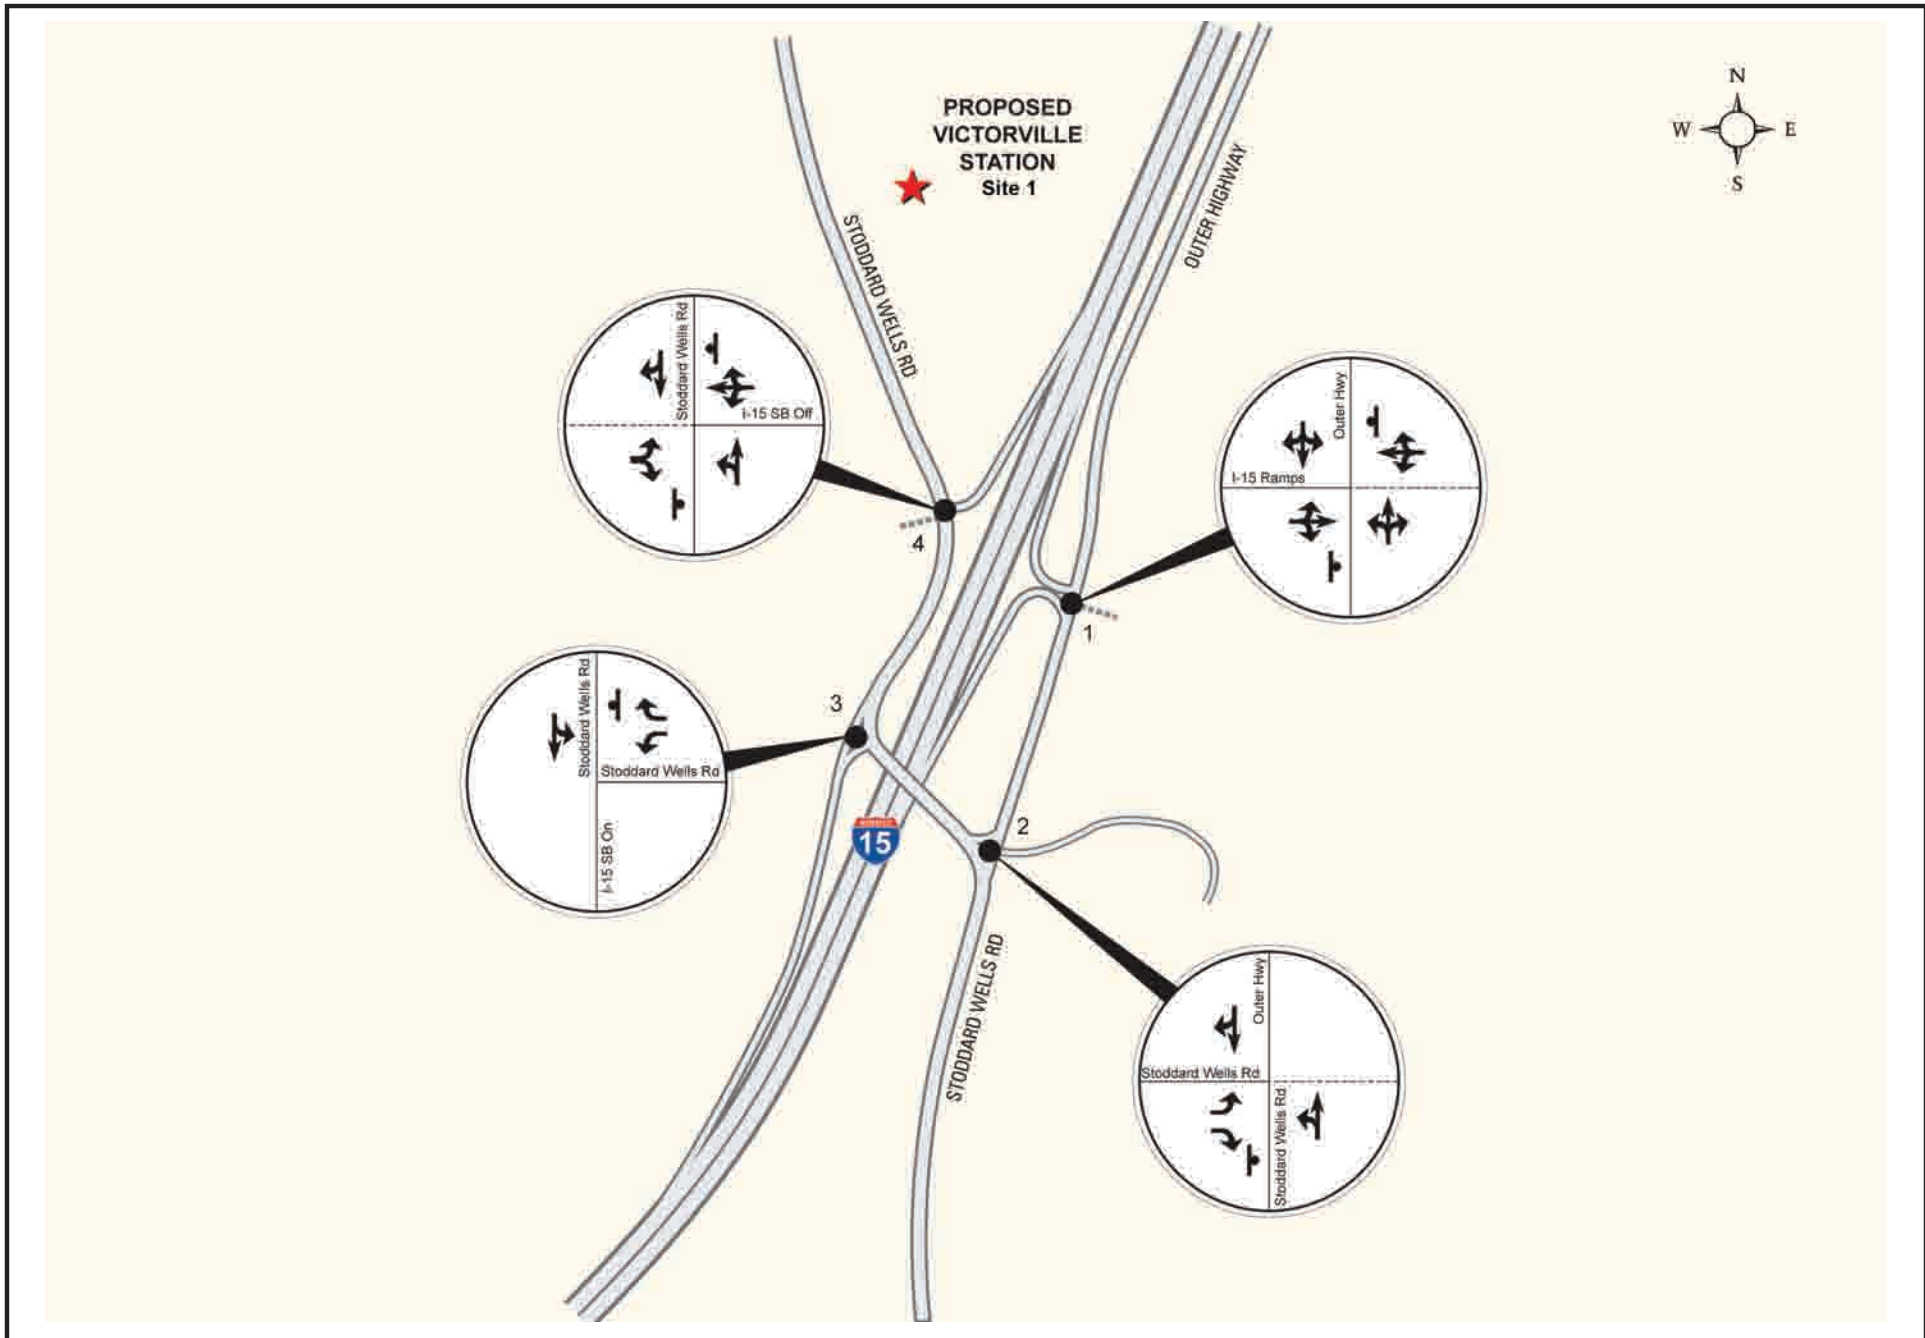 N
W E
S
PROPOSED
VICTORVILLE
STATION
Site 1
OUTER HIGHWAY
STODDARD WELLS RD
Stoddard Wells Rd
I-15 SB Off
4
Outer Hwy
I-15 Ramps
1
Stoddard Wells Rd
Stoddard Wells Rd
I-15 SB On
3
15
2
STODDARD WELLS RD
Outer Hwy
Stoddard Wells Rd
Stoddard Wells Rd